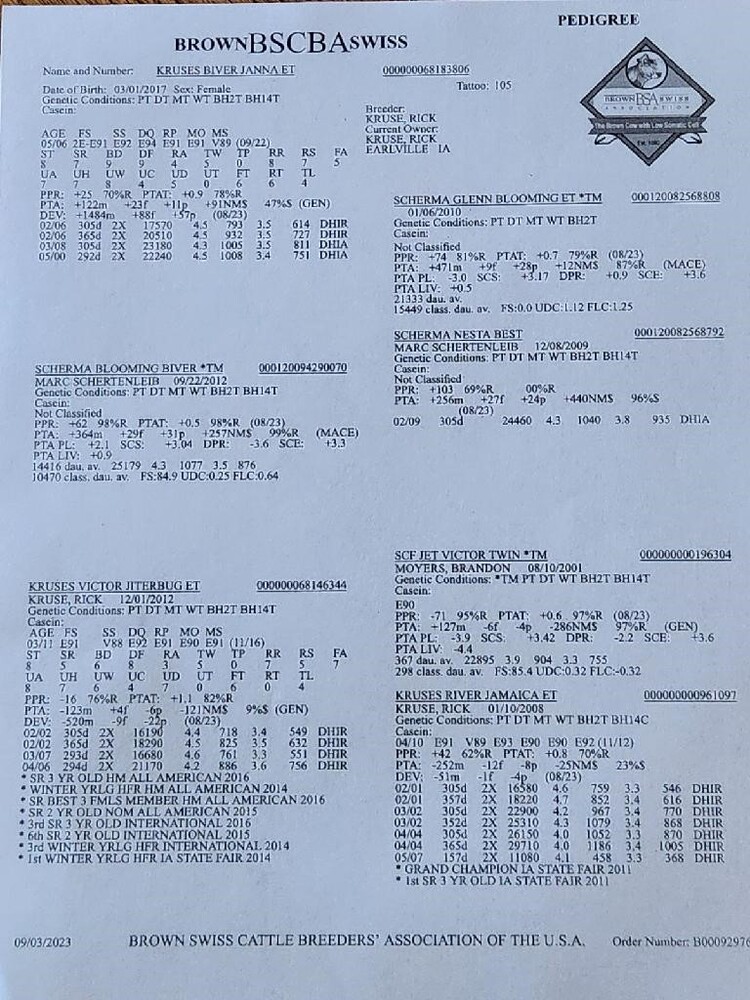 PEDIGREE
BROWN BSCBA SWISS
Name and Number: KRUSES BIVER JANNA ET 000000068183806
Date of Birth: 03/01/2017 Sex: Female Tattoo: 105
Genetic Conditions: PT DT MT WT BH2T BH14T
Casein:
Breeder:
KRUSE, RICK
Current Owner:
KRUSE, RICK
EARLVILLE IA
BROWN BSA SWISS
ASSOCIATION
The Brown Cow with Low Somatic Cell
Est. 1880
AGE FS SS DQ RP MO MS
05/06 2E-E91 E92 E94 E91 E91 V89 (09/22)
ST SR BD DF RA TW TP RR RS FA
8 7 9 9 4 5 0 8 7 5
UA UH UW UC UD UT FU FT RT TL
7 7 8 4 5 0 6 6 4
PPR: +25 70%R PTAT: +0.9 78%R
PTA: +122m +23f +11p +91NM$ 47%$ (GEN)
DEV: +1484m +88f +57p (08/23)
02/06 305d 2X 17570 4.5 793 3.5 614 DHIR
02/06 365d 2X 20510 4.5 932 3.5 727 DHIR
03/08 305d 2X 23180 4.3 1005 3.5 811 DHIA
05/00 292d 2X 22240 4.5 1008 3.4 751 DHIA
SCHERMA GLENN BLOOMING ET *TM 000120082568808
01/06/2010
Genetic Conditions: PT DT MT WT BH2T
Casein:
Not Classified
PPR: +74 81%R PTAT: +0.7 79%R (08/23)
PTA: +471m +9f +28p +12NM$ 87%R (MACE)
PTA PL: -3.0 SCS: +3.17 DPR: +0.9 SCE: +3.6
PTA LIV: +0.5
21333 dau. av.
15449 class. dau. av. FS:0.0 UDC:1.12 FLC:1.25
SCHERMA NESTA BEST 000120082568792
MARC SCHERTENLEIB 12/08/2009
Genetic Conditions: PT DT MT WT BH2T BH14T
Casein:
Not Classified
PPR: +103 69%R 00%R
PTA: +256m +27f +24p +440NM$ 96%$
(08/23)
02/09 305d 24460 4.3 1040 3.8 935 DHIA
SCHERMA BLOOMING BIVER *TM 000120094290070
MARC SCHERTENLEIB 09/22/2012
Genetic Conditions: PT DT MT WT BH2T BH14T
Casein:
Not Classified
PPR: +62 98%R PTAT: +0.5 98%R (08/23)
PTA: +364m +29f +31p +257NM$ 99%R (MACE)
PTA PL: +2.1 SCS: +3.04 DPR: -3.6 SCE: +3.3
PTA LIV: +0.9
14416 dau. av. 25179 4.3 1077 3.5 876
10470 class. dau. av. FS:84.9 UDC:0.25 FLC:0.64
SCF JET VICTOR TWIN *TM 000000000196304
MOYERS, BRANDON 08/10/2001
Genetic Conditions: *TM PT DT MT WT BH2T BH14T
Casein:
E90
PPR: -71 95%R PTAT: +0.6 97%R (08/23)
PTA: +127m -6f -4p -286NM$ 97%R (GEN)
PTA PL: -3.9 SCS: +3.42 DPR: -2.2 SCE: +3.6
PTA LIV: -4.4
367 dau. av. 22895 3.9 904 3.3 755
298 class. dau. av. FS:85.4 UDC:0.32 FLC:-0.32
KRUSES VICTOR JITERBUG ET 000000068146344
KRUSE, RICK 12/01/2012
Genetic Conditions: PT DT MT WT BH2T BH14T
Casein:
AGE FS SS DQ RP MO MS
03/11 E91 V88 E92 E91 E90 E91 (11/16)
ST SR BD DF RA TW TP RR RS FA
8 5 6 8 3 5 0 7 5 7
UA UH UW UC UD UT FU FT RT TL
8 7 6 4 7 0 6 0 4
PPR: -16 76%R PTAT: +1.1 82%R
PTA: -123m +4f -6p -121NM$ 9%$ (GEN)
DEV: -520m -9f -22p (08/23)
02/02 305d 2X 16190 4.4 718 3.4 549 DHIR
02/02 365d 2X 18290 4.5 825 3.5 632 DHIR
03/07 293d 2X 16680 4.6 761 3.3 551 DHIR
04/06 294d 2X 21170 4.2 886 3.6 756 DHIR
* SR 3 YR OLD HM ALL AMERICAN 2016
* WINTER YRLG HFR HM ALL AMERICAN 2014
* SR BEST 3 FMLS MEMBER HM ALL AMERICAN 2016
* SR 2 YR OLD NOM ALL AMERICAN 2015
* 3rd SR 3 YR OLD INTERNATIONAL 2016
* 6th SR 2 YR OLD INTERNATIONAL 2015
* 3rd WINTER YRLG HFR INTERNATIONAL 2014
* 1st WINTER YRLG HFR IA STATE FAIR 2014
KRUSES RIVER JAMAICA ET 000000000961097
KRUSE, RICK 01/10/2008
Genetic Conditions: PT DT MT WT BH2T BH14C
Casein:
04/10 E91 V89 E93 E90 E90 E92 (11/12)
PPR: +42 62%R PTAT: +0.8 70%R
PTA: -252m -12f -8p -25NM$ 23%$
DEV: -51m -1f -4p (08/23)
02/01 305d 2X 16580 4.6 759 3.3 546 DHIR
02/01 357d 2X 18220 4.7 852 3.4 616 DHIR
03/02 305d 2X 22900 4.2 967 3.4 770 DHIR
03/02 352d 2X 25310 4.3 1079 3.4 868 DHIR
04/04 305d 2X 26150 4.0 1052 3.3 870 DHIR
04/04 365d 2X 29710 4.0 1186 3.4 1005 DHIR
05/07 157d 2X 11080 4.1 458 3.3 368 DHIR
* GRAND CHAMPION IA STATE FAIR 2011
* 1st SR 3 YR OLD IA STATE FAIR 2011
09/03/2023 BROWN SWISS CATTLE BREEDERS' ASSOCIATION OF THE U.S.A. Order Number: B00092976